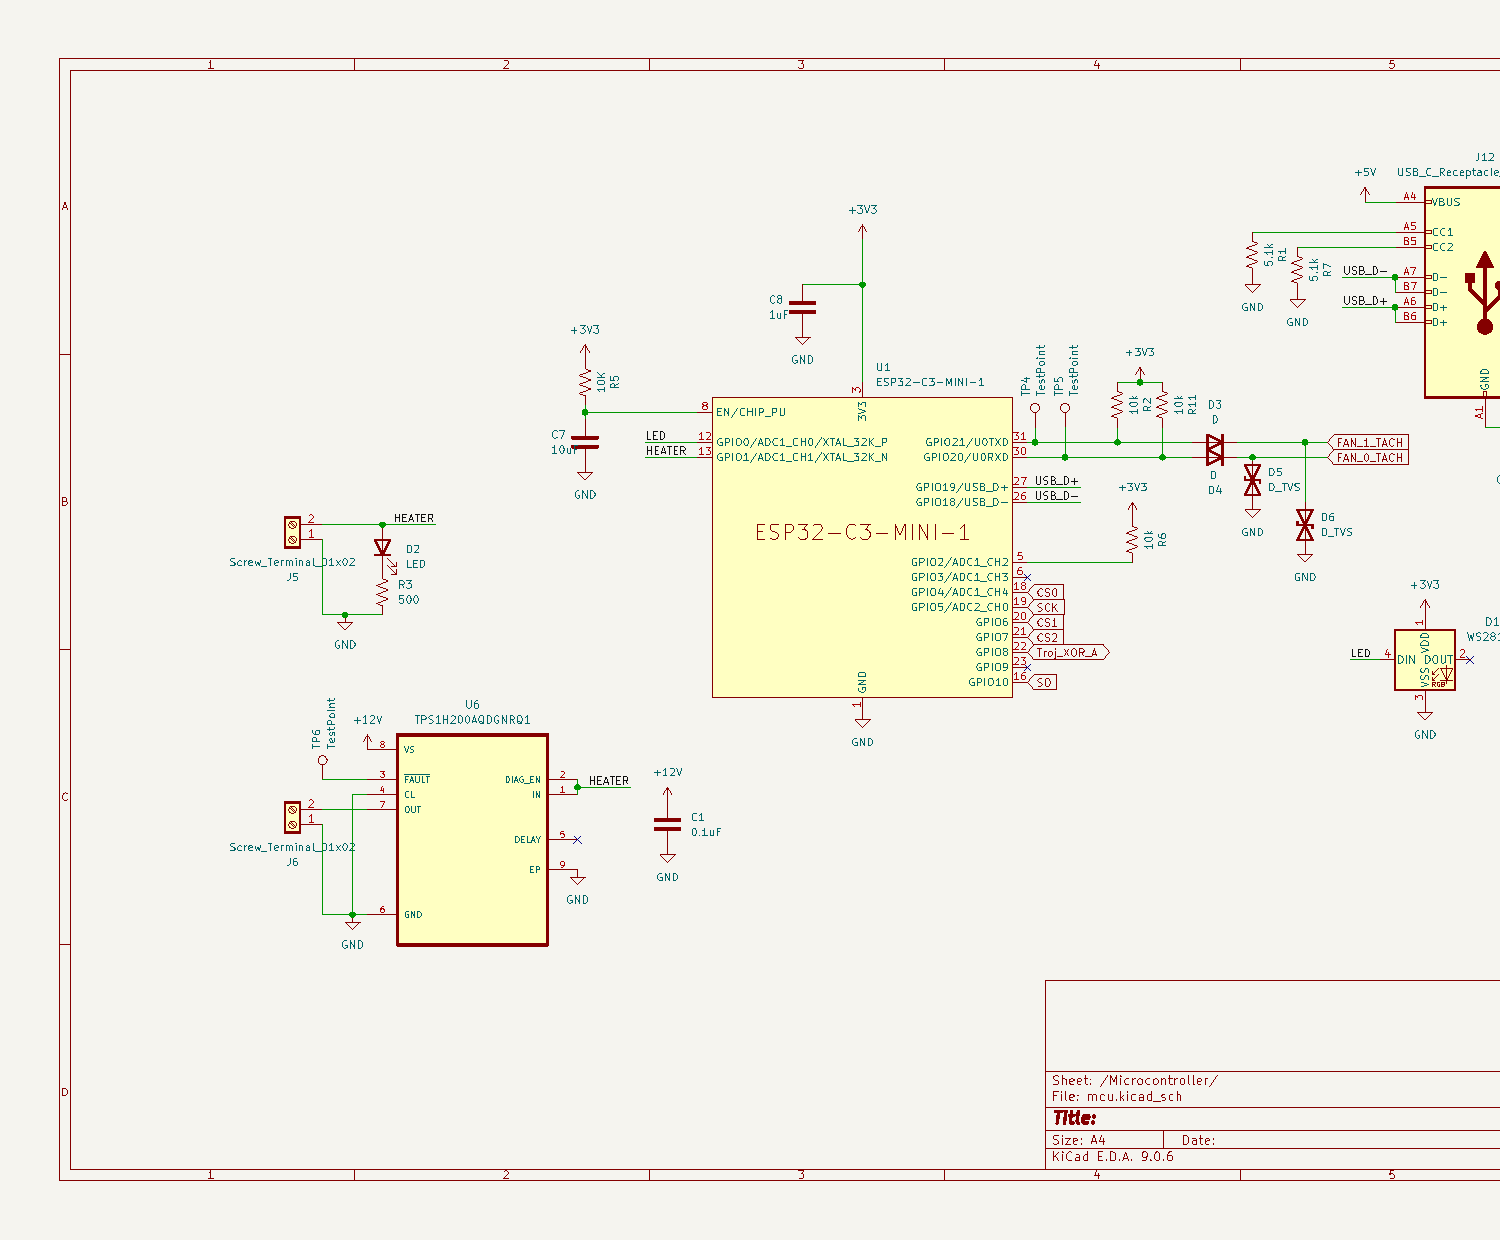 1 2 3 4 5
A
B
C
D
J12
USB_C_Receptacle
+5V
A4 VBUS
A5 CC1
B5 CC2
USB_D- A7 D-
B7 D-
USB_D+ A6 D+
B6 D+
GND
A1
5.1k R1
5.1k R7
GND
GND
+3V3
C8
1uF
GND
+3V3
10K R5
C7
10uF
GND
U1
ESP32-C3-MINI-1
3 3V3
8 EN/CHIP_PU
LED 12 GPIO0/ADC1_CH0/XTAL_32K_P
HEATER 13 GPIO1/ADC1_CH1/XTAL_32K_N
ESP32-C3-MINI-1
GPIO21/U0TXD 31
GPIO20/U0RXD 30
GPIO19/USB_D+ 27 USB_D+
GPIO18/USB_D- 26 USB_D-
GPIO2/ADC1_CH2 5
GPIO3/ADC1_CH3 6
GPIO4/ADC1_CH4 18 CS0
GPIO5/ADC2_CH0 19 SCK
GPIO6 20 CS1
GPIO7 21 CS2
GPIO8 22 Troj_XOR_A
GPIO9 23
GPIO10 16 SO
GND 1
GND
TP4 TestPoint
TP5 TestPoint
+3V3
10k R2
10k R11
D3
D
D
D4
FAN_1_TACH
FAN_0_TACH
D5
D_TVS
GND
D6
D_TVS
GND
+3V3
10k R6
+3V3
D1
WS281
1 VDD
LED 4 DIN DOUT 2
VSS RGB
3
GND
2 HEATER
1
Screw_Terminal_01x02
J5
D2
LED
R3
500
GND
U6
TPS1H200AQDGNRQ1
TP6 TestPoint
+12V
8 VS
3 FAULT
4 CL
7 OUT
6 GND
DIAG_EN 2
IN 1
HEATER
DELAY 5
EP 9
GND
2
1
Screw_Terminal_01x02
J6
GND
+12V
C1
0.1uF
GND
Sheet: /Microcontroller/
File: mcu.kicad_sch
Title:
Size: A4 Date:
KiCad E.D.A. 9.0.6
1 2 3 4 5